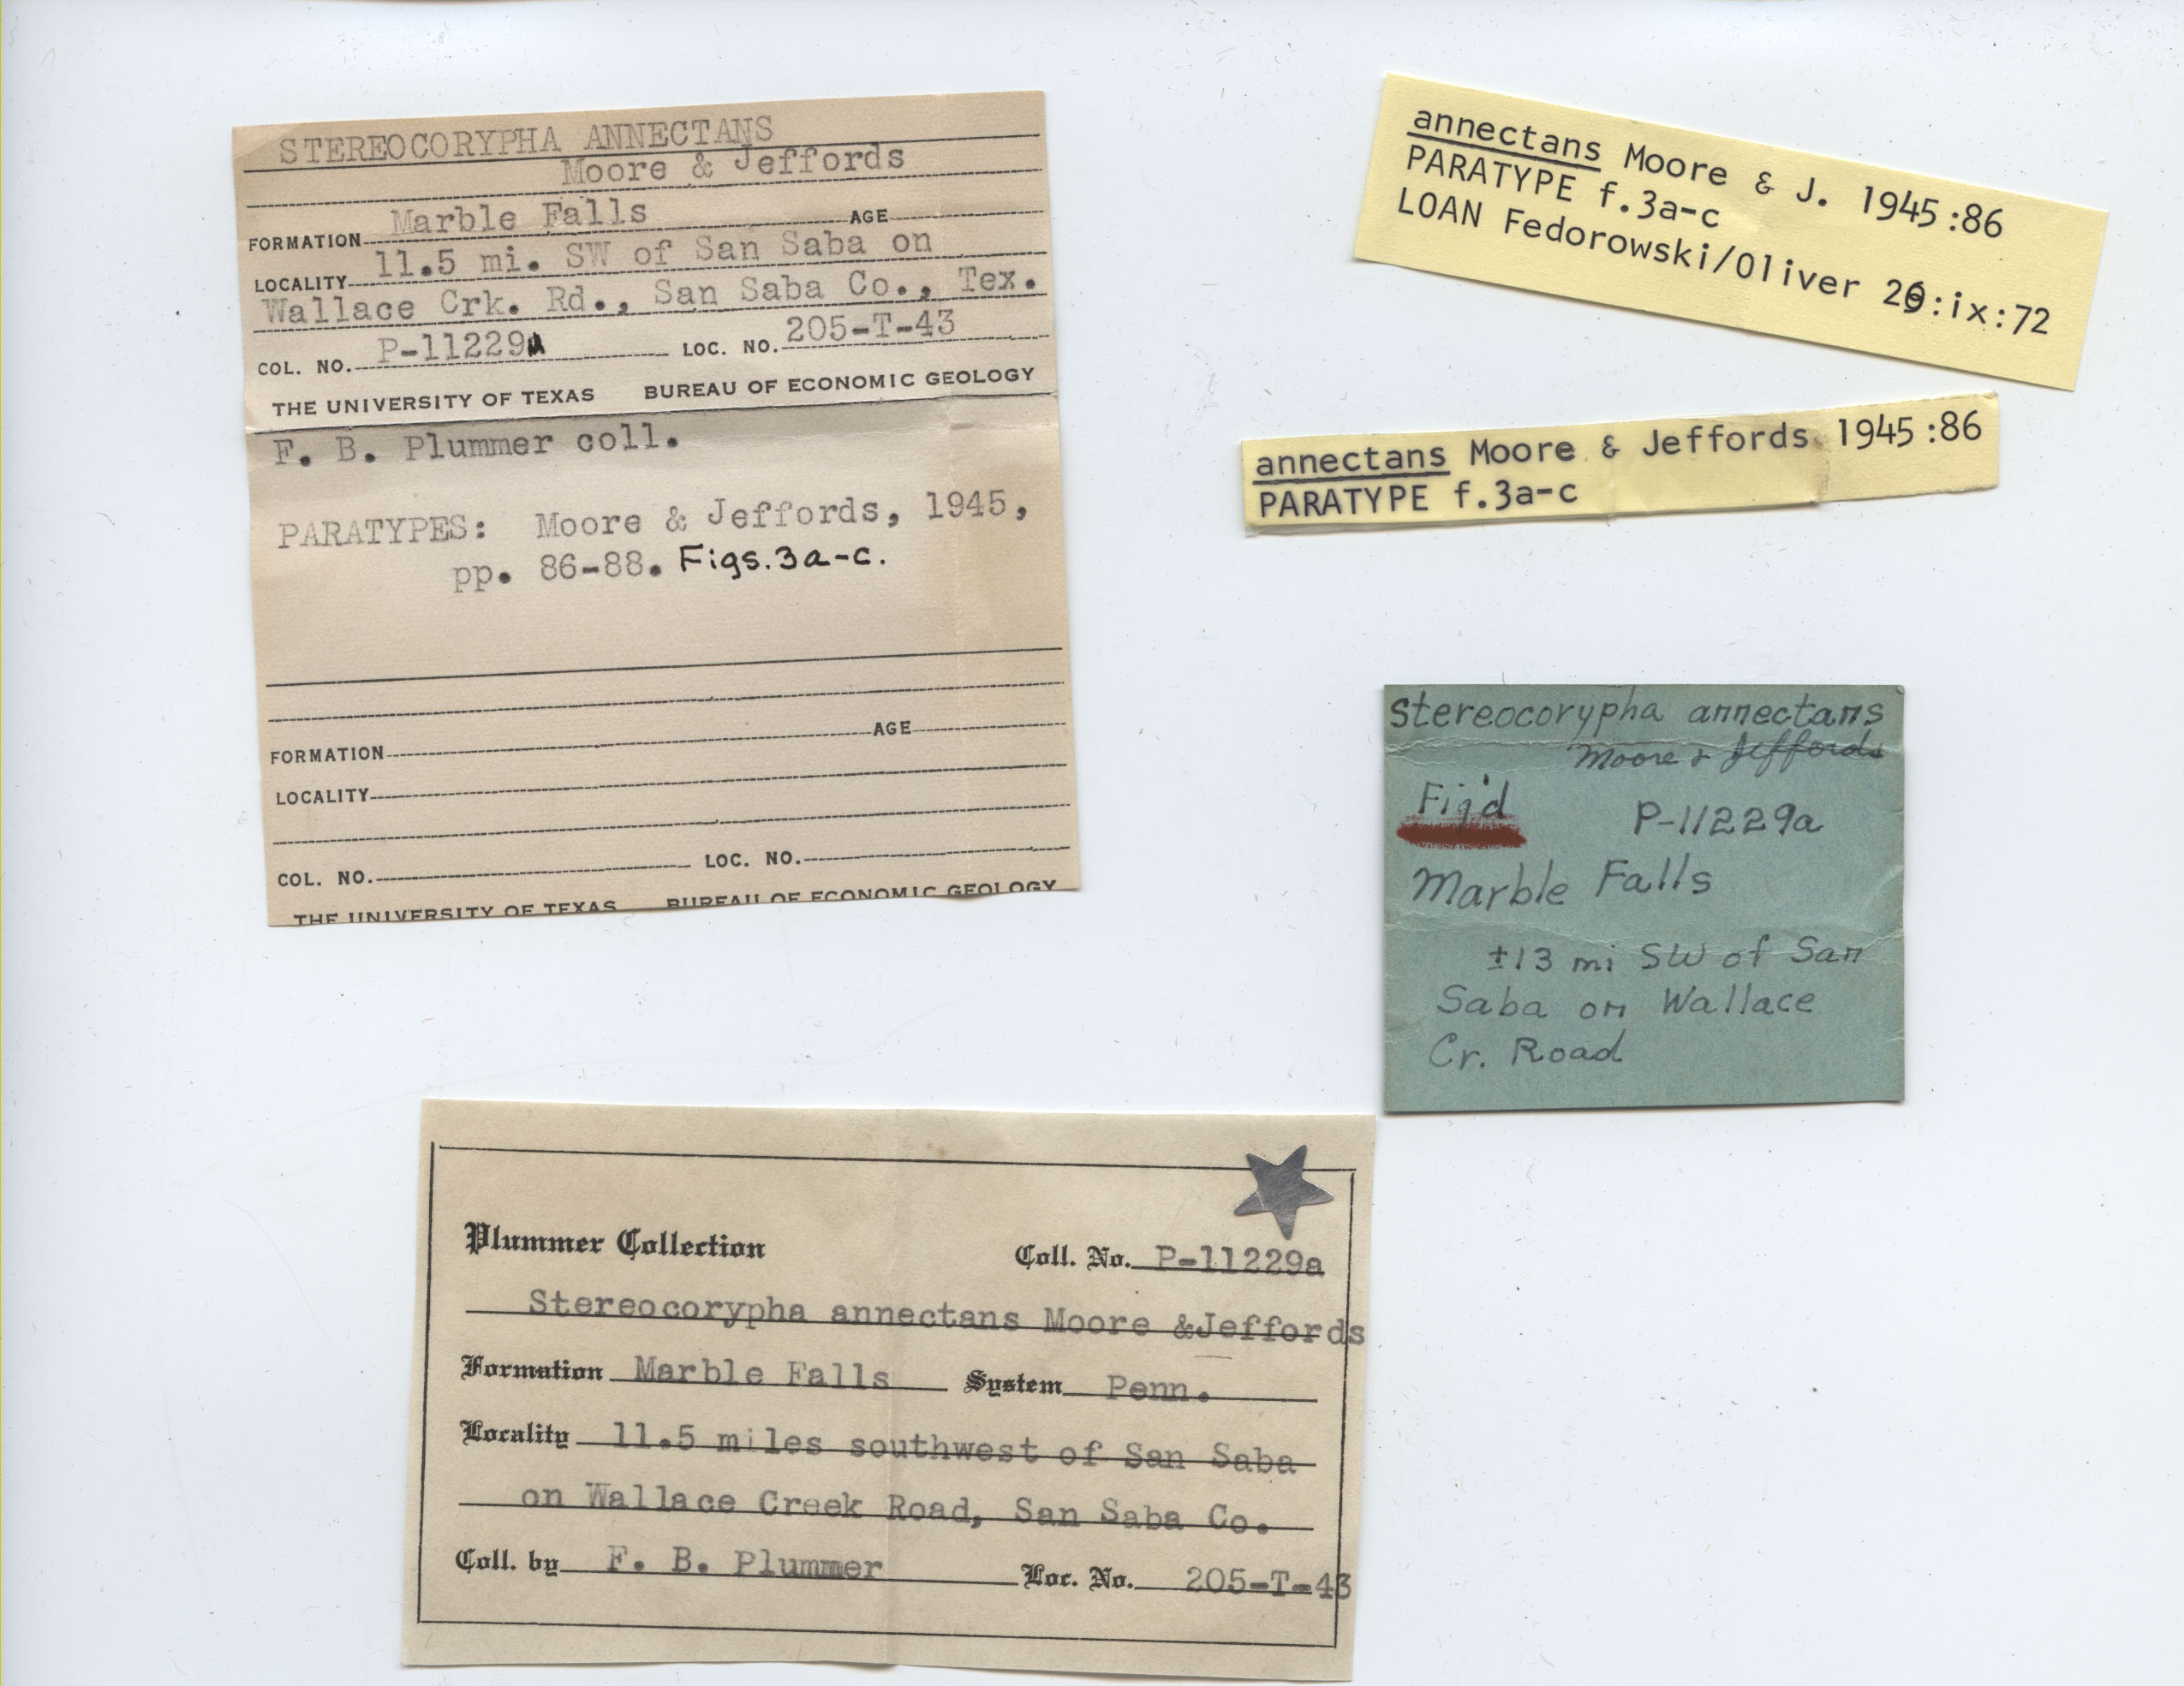 STEREOCORYPHA ANNECTANS
Moore & Jeffords
FORMATION Marble Falls AGE
LOCALITY 11.5 mi. SW of San Saba on
Wallace Crk. Rd., San Saba Co., Tex.
COL. NO. P-11229a LOC. NO. 205-T-43
THE UNIVERSITY OF TEXAS BUREAU OF ECONOMIC GEOLOGY
F. B. Plummer coll.
PARATYPES: Moore & Jeffords, 1945,
pp. 86-88. Figs. 3a-c.
FORMATION AGE
LOCALITY
COL. NO. LOC. NO.
THE UNIVERSITY OF TEXAS BUREAU OF ECONOMIC GEOLOGY
annectans Moore & J. 1945:86
PARATYPE f.3a-c
LOAN Fedorowski/Oliver :ix:72
annectans Moore & Jeffords 1945:86
PARATYPE f.3a-c
Stereocorypha annectans
Moore & Jeffords
Fig'd P-11229a
Marble Falls
±13 mi SW of San
Saba on Wallace
Cr. Road
Plummer Collection Coll. No. P-11229a
Stereocorypha annectans Moore &Jeffords
Formation Marble Falls System Penn.
Locality 11.5 miles southwest of San Saba
on Wallace Creek Road, San Saba Co.
Coll. by F. B. Plummer Loc. No. 205-T-43